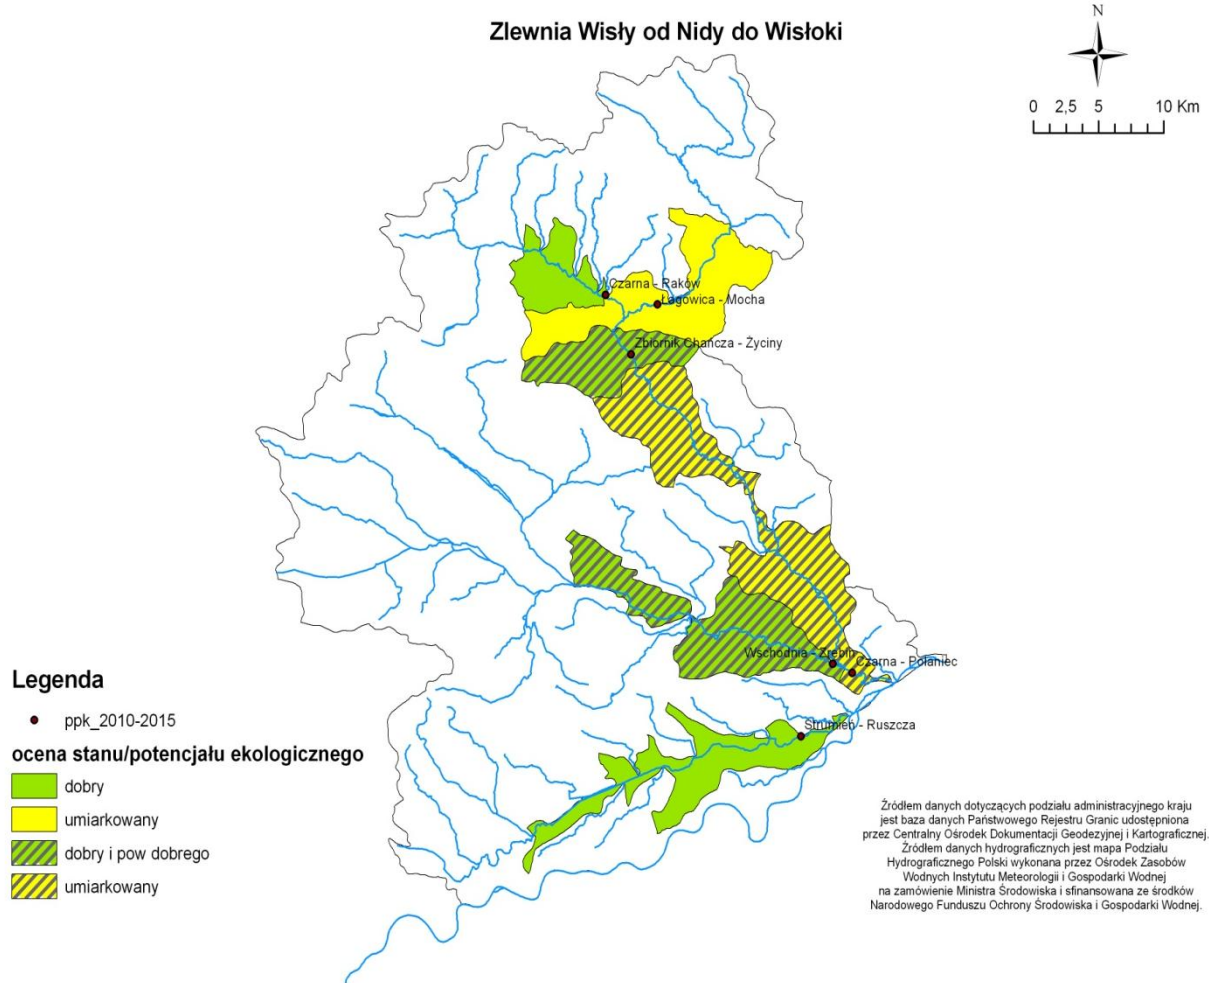 Zlewnia Wisły od Nidy do Wisłoki
N
0 2,5 5 10 Km
Czarna - Raków
Łagowica - Mocha
Zbiornik Chańcza - Życiny
Wschodnia - Zrębin
Czarna - Połaniec
Strumień - Ruszcza
Legenda
ppk_2010-2015
ocena stanu/potencjału ekologicznego
dobry
umiarkowany
dobry i pow dobrego
umiarkowany
Źródłem danych dotyczących podziału administracyjnego kraju
jest baza danych Państwowego Rejestru Granic udostępniona
przez Centralny Ośrodek Dokumentacji Geodezyjnej i Kartograficznej.
Źródłem danych hydrograficznych jest mapa Podziału
Hydrograficznego Polski wykonana przez Ośrodek Zasobów
Wodnych Instytutu Meteorologii i Gospodarki Wodnej
na zamówienie Ministra Środowiska i sfinansowana ze środków
Narodowego Funduszu Ochrony Środowiska i Gospodarki Wodnej.